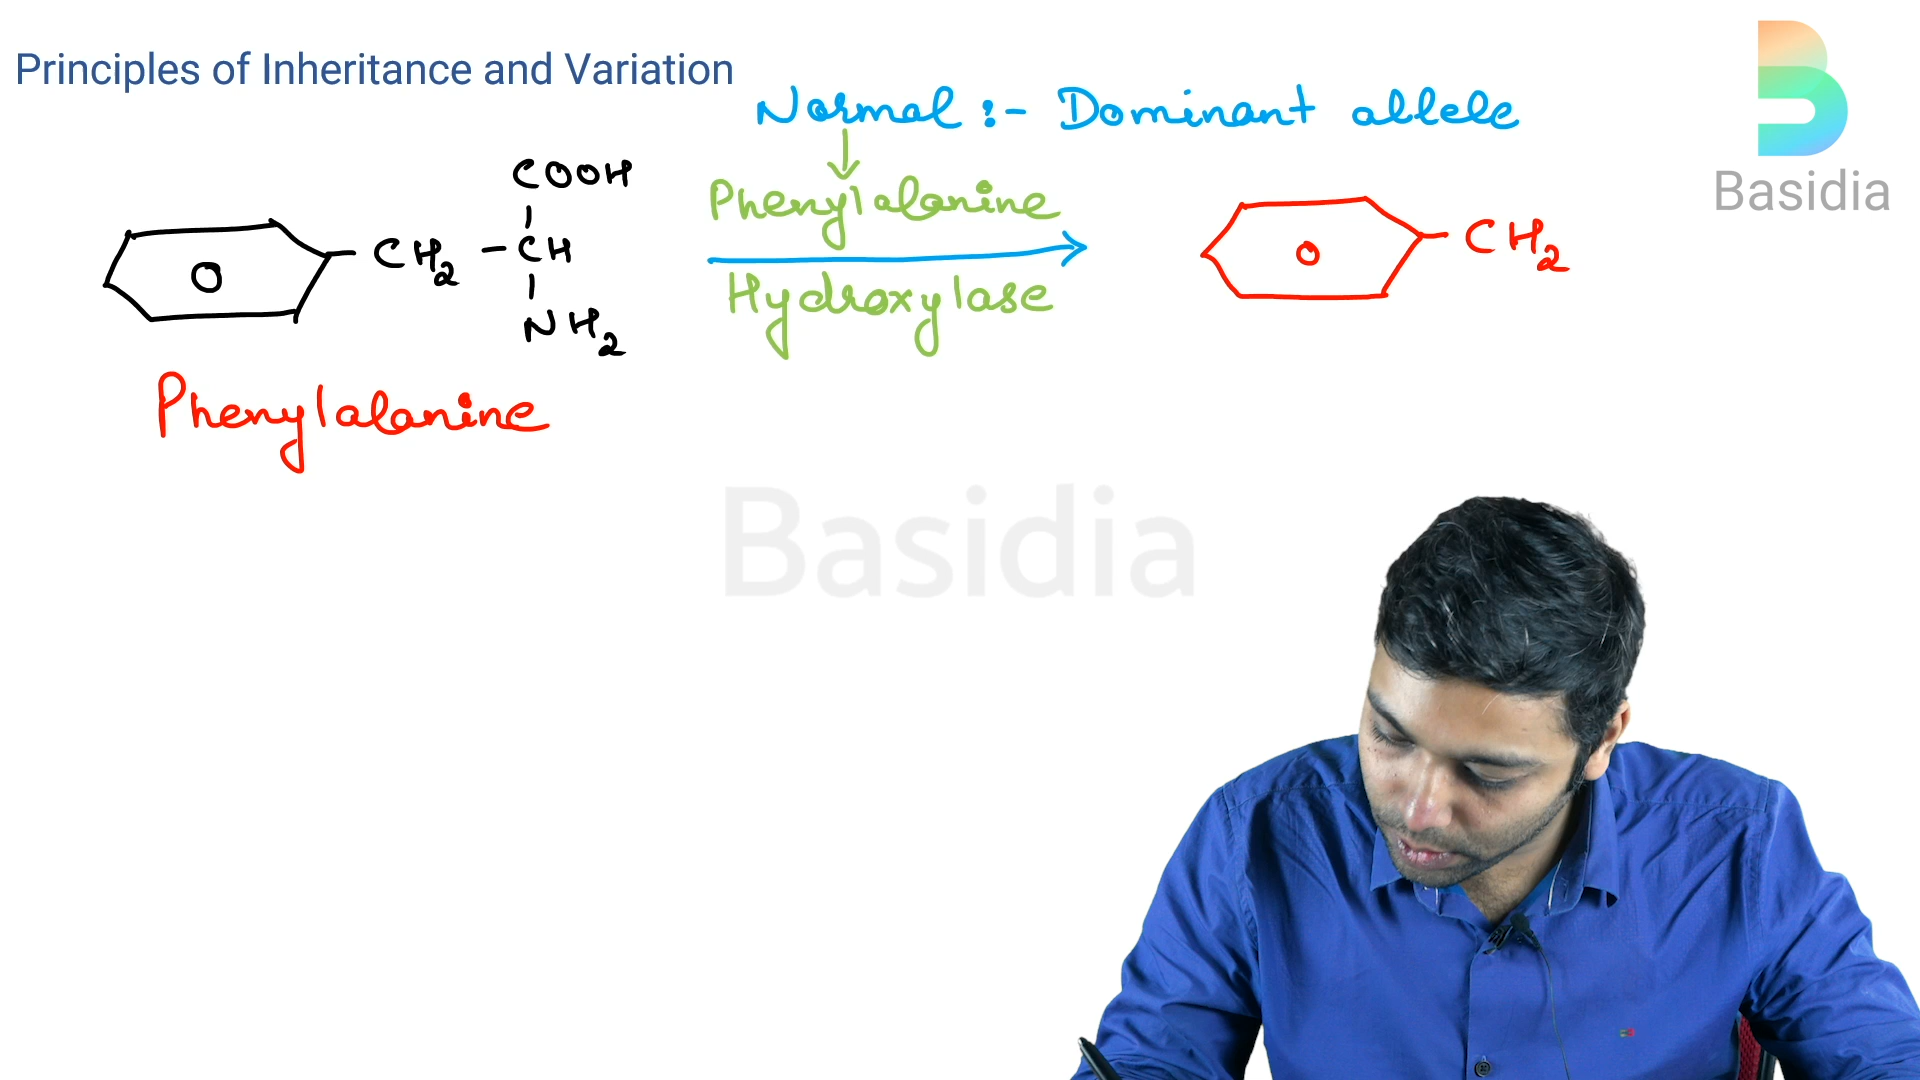 Principles of Inheritance and Variation
Normal :- Dominant allele
Basidia
COOH
CH2 - CH
NH2
Phenylalanine
Phenylalanine
Hydroxylase
CH2
Basidia